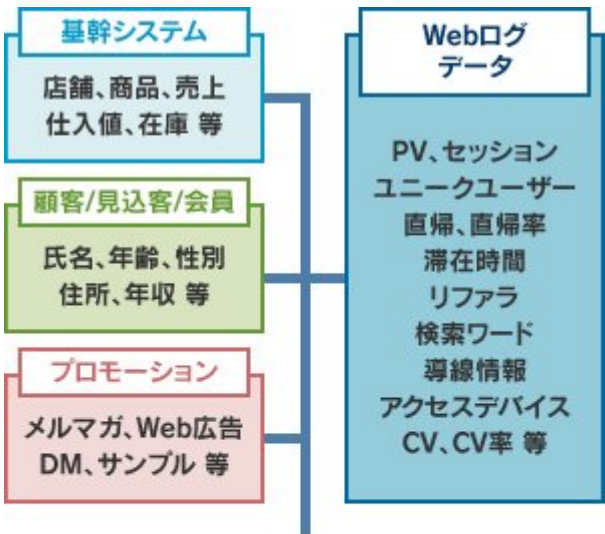 基幹システム
店舗、商品、売上
仕入値、在庫 等
顧客/見込客/会員
氏名、年齢、性別
住所、年収 等
プロモーション
メルマガ、Web広告
DM、サンプル 等
Webログ
データ
PV、セッション
ユニークユーザー
直帰、直帰率
滞在時間
リファラ
検索ワード
導線情報
アクセスデバイス
CV、CV率 等